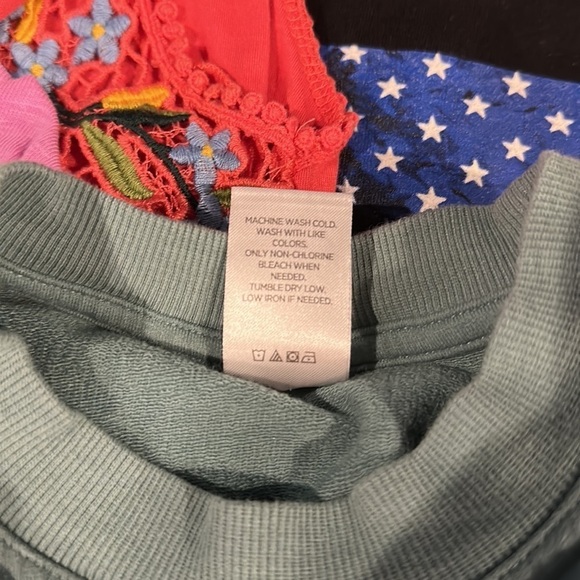 MACHINE WASH COLD.
WASH WITH LIKE
COLORS.
ONLY NON-CHLORINE
BLEACH WHEN
NEEDED.
TUMBLE DRY LOW.
LOW IRON IF NEEDED.